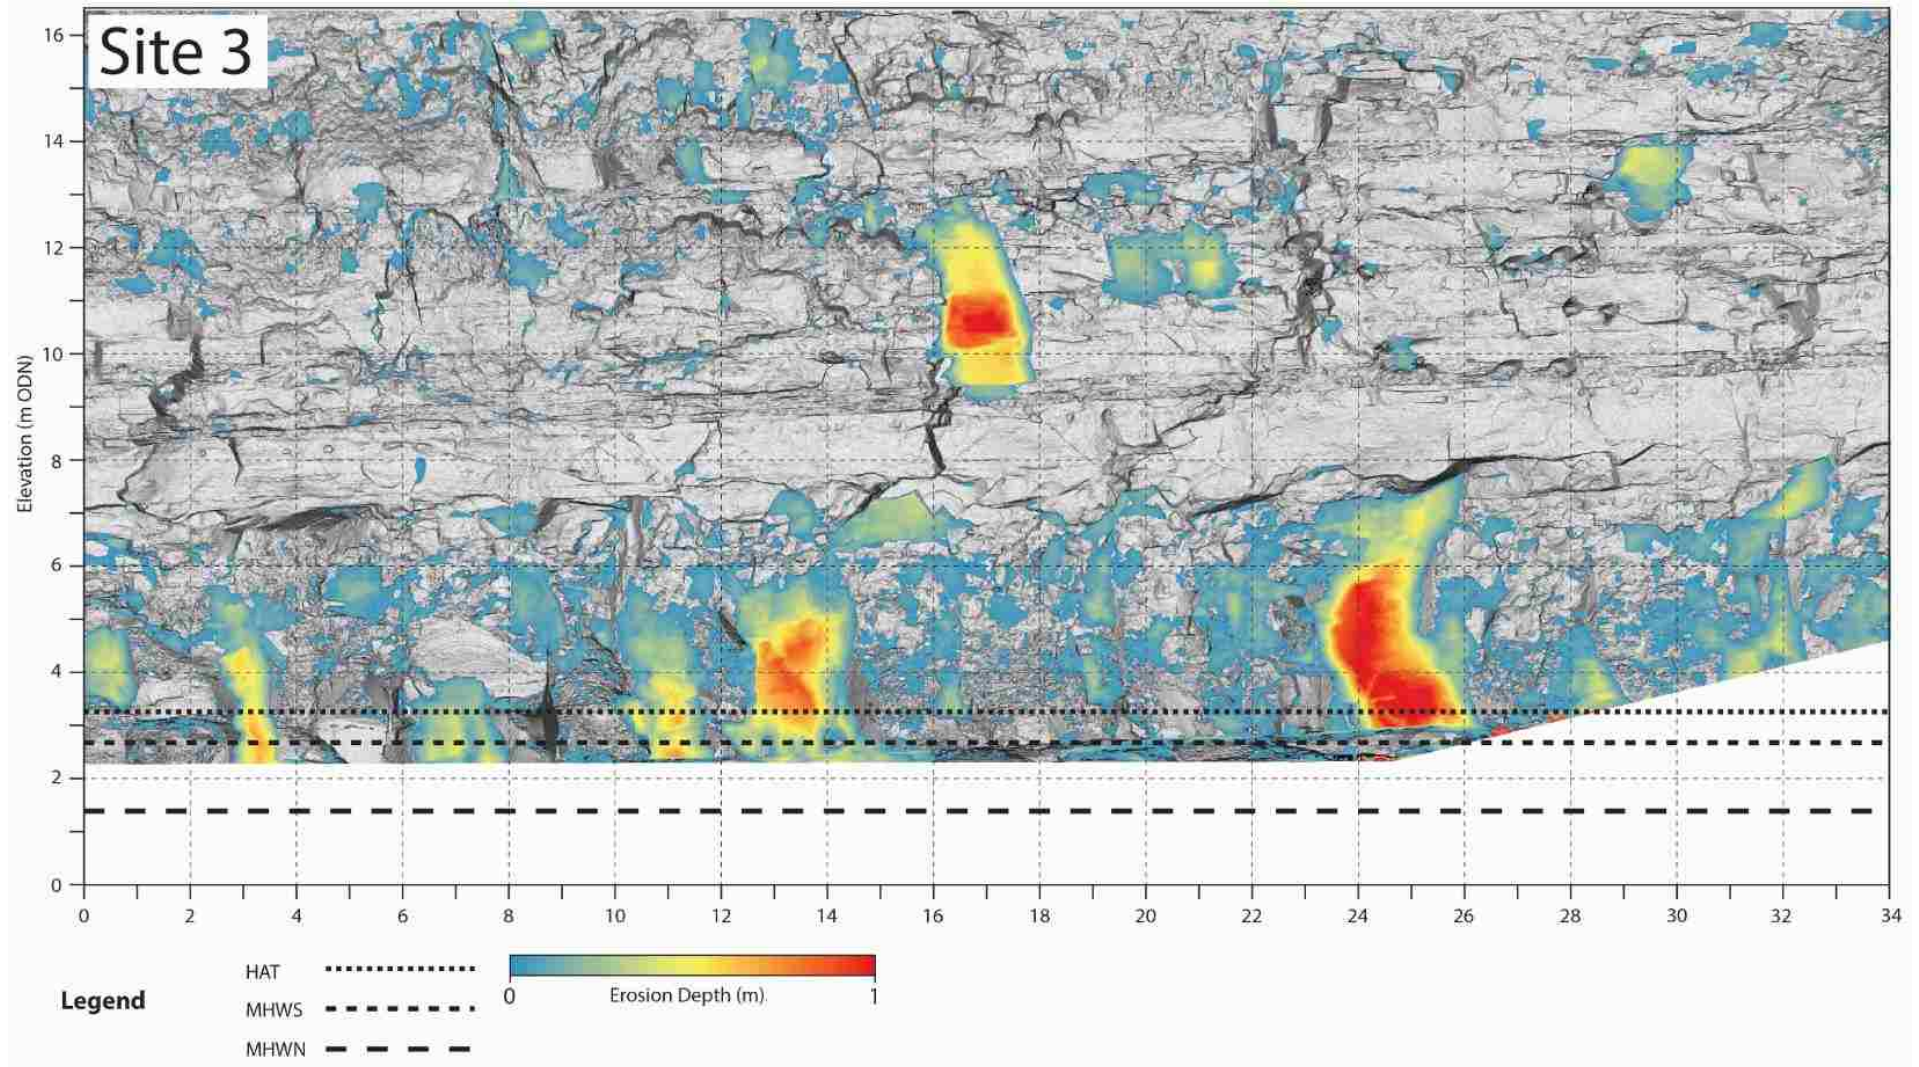 Site 3
Elevation (m ODN)
16
14
12
10
8
6
4
2
0
0 2 4 6 8 10 12 14 16 18 20 22 24 26 28 30 32 34
Legend
HAT
MHWS
MHWN
0 Erosion Depth (m). 1